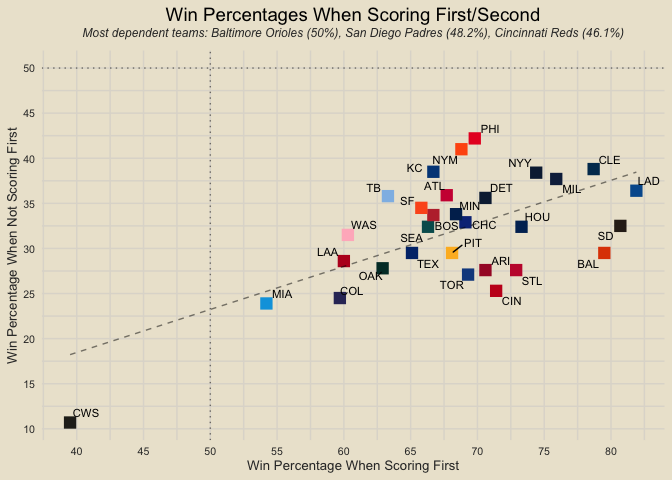 Win Percentages When Scoring First/Second
Most dependent teams: Baltimore Orioles (50%), San Diego Padres (48.2%), Cincinnati Reds (46.1%)
Win Percentage When Not Scoring First
50
45
40
35
30
25
20
15
10
PHI
NYM
KC
NYY
CLE
TB
ATL
DET
MIL
LAD
SF
MIN
WAS
BOS
CHC
HOU
SD
SEA
PIT
LAA
TEX
ARI
BAL
OAK
TOR
STL
MIA
COL
CIN
CWS
40 45 50 55 60 65 70 75 80
Win Percentage When Scoring First